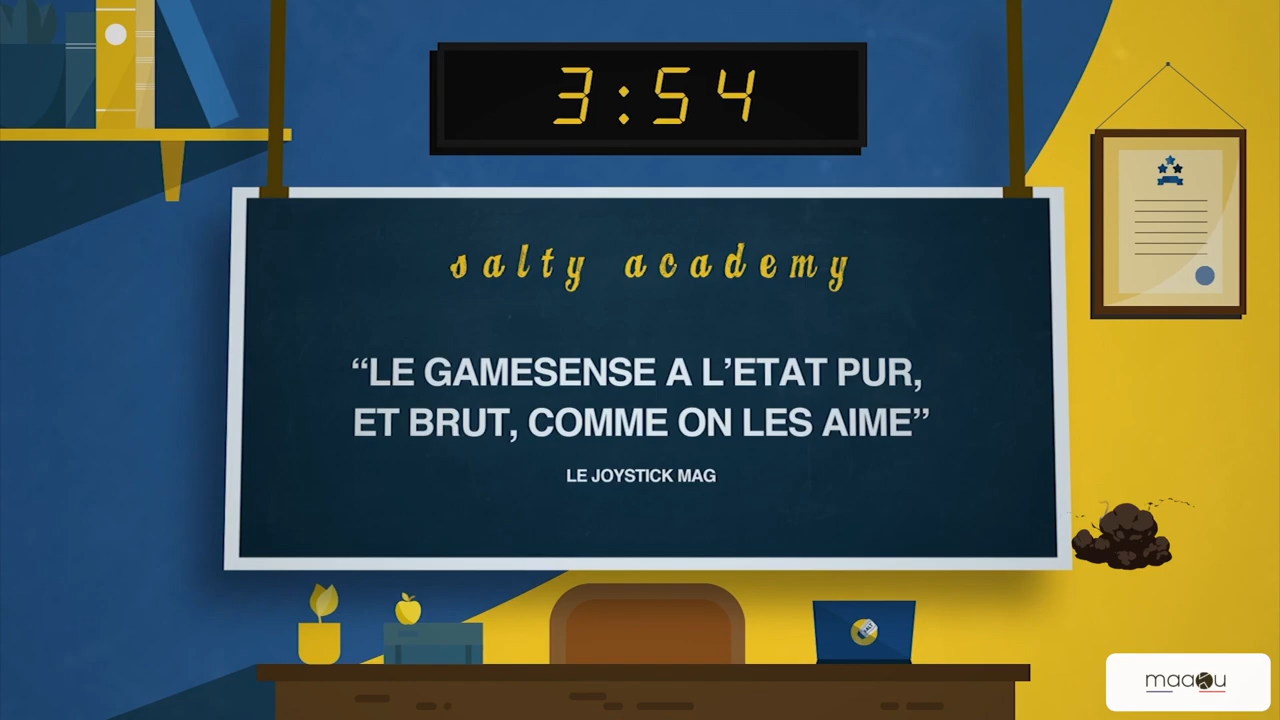 3:54
salty academy
“LE GAMESENSE A L’ETAT PUR,
ET BRUT, COMME ON LES AIME”
LE JOYSTICK MAG
maaKu